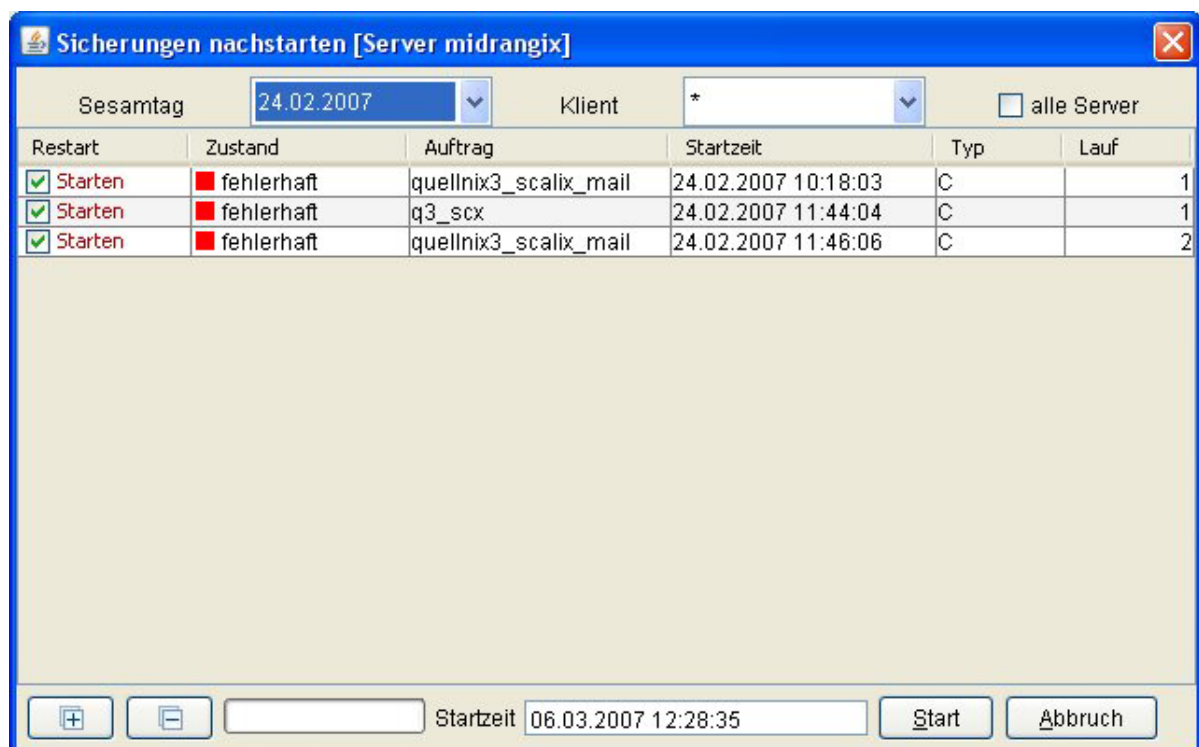 Sicherungen nachstarten [Server midrangix]
Sesamtag 24.02.2007 Klient * alle Server
Restart Zustand Auftrag Startzeit Typ Lauf
Starten fehlerhaft quellnix3_scalix_mail 24.02.2007 10:18:03 C 1
Starten fehlerhaft q3_scx 24.02.2007 11:44:04 C 1
Starten fehlerhaft quellnix3_scalix_mail 24.02.2007 11:46:06 C 2
Startzeit 06.03.2007 12:28:35 Start Abbruch